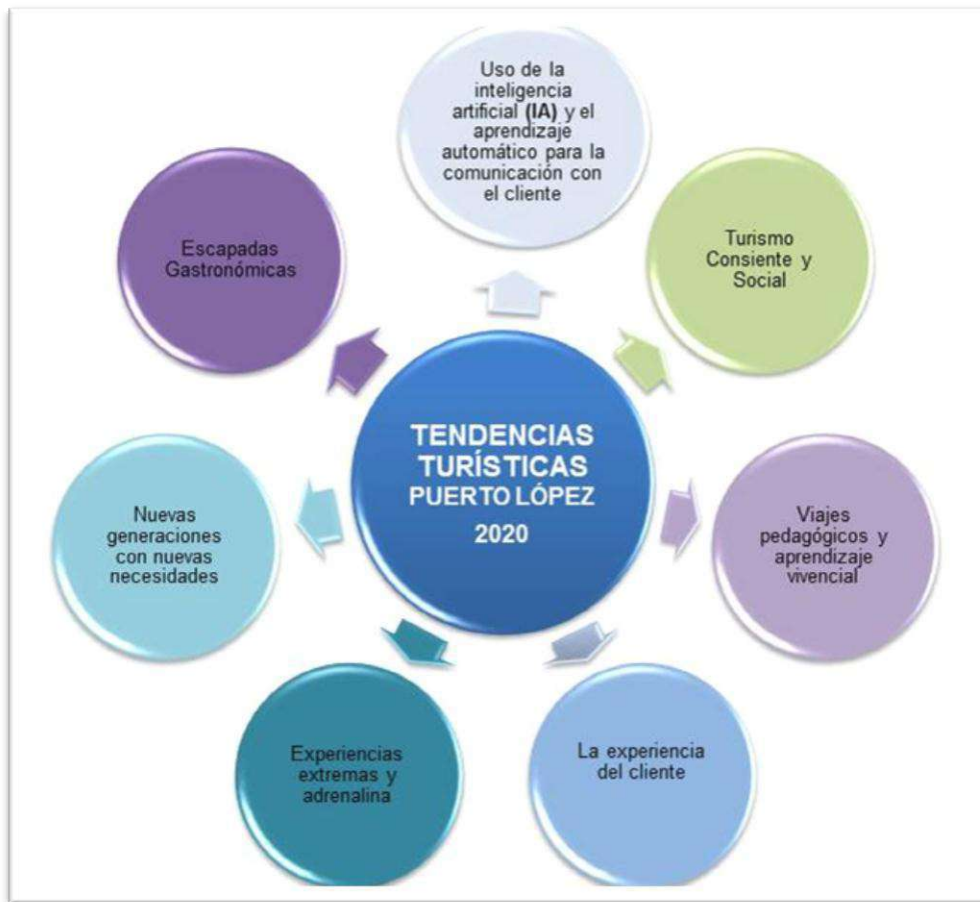 Uso de la
inteligencia
artificial (IA) y el
aprendizaje
automático para la
comunicación con
el cliente
Turismo
Consiente y
Social
Viajes
pedagógicos y
aprendizaje
vivencial
La experiencia
del cliente
Experiencias
extremas y
adrenalina
Nuevas
generaciones
con nuevas
necesidades
Escapadas
Gastronómicas
TENDENCIAS
TURÍSTICAS
PUERTO LÓPEZ
2020